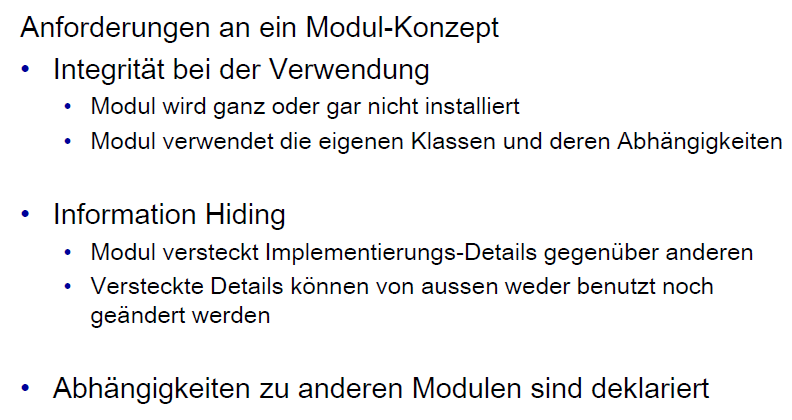 Anforderungen an ein Modul-Konzept
• Integrität bei der Verwendung
• Modul wird ganz oder gar nicht installiert
• Modul verwendet die eigenen Klassen und deren Abhängigkeiten
• Information Hiding
• Modul versteckt Implementierungs-Details gegenüber anderen
• Versteckte Details können von aussen weder benutzt noch
geändert werden
• Abhängigkeiten zu anderen Modulen sind deklariert